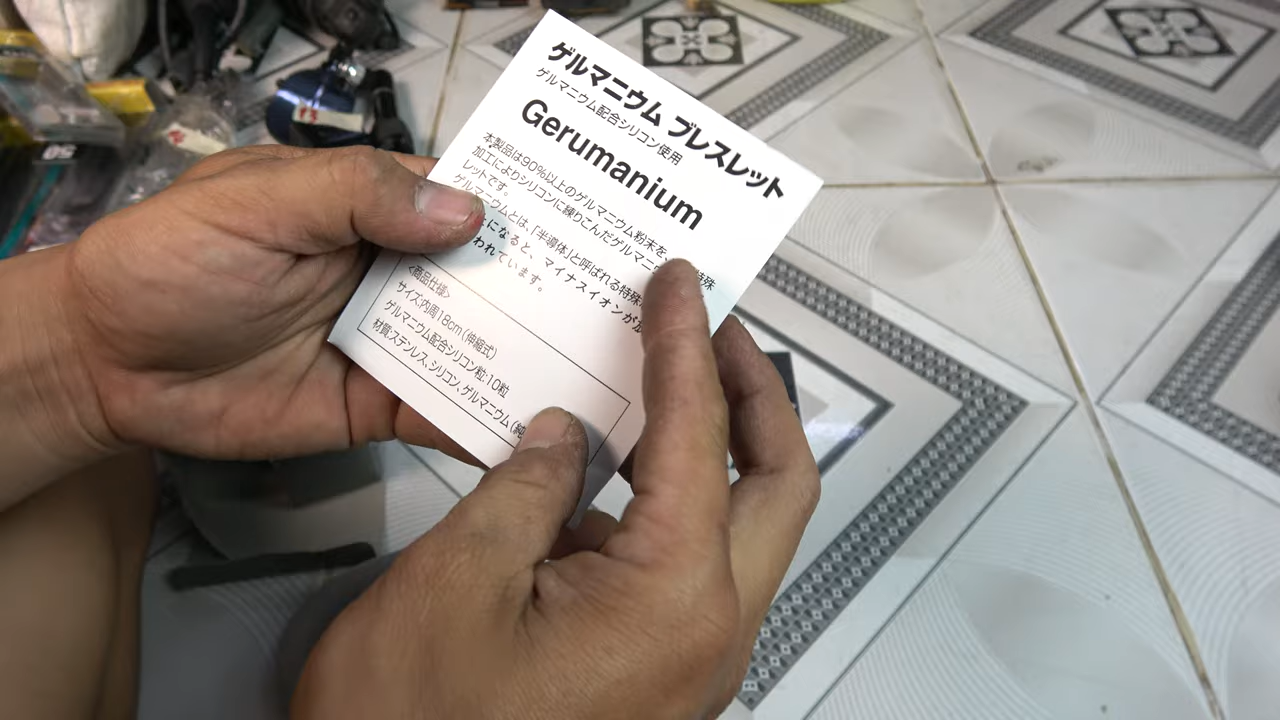 ゲルマニウム ブレスレット
ゲルマニウム配合シリコン使用
Gerumanium
本製品は90%以上のゲルマニウム粉末を、特殊
加工によりシリコンに練りこんだゲルマニ
レットです。
ゲルマニウムとは、「半導体」と呼ばれる特殊
になると、マイナスイオンが
われています。
〈商品仕様〉
サイズ:内周18cm(伸縮式)
ゲルマニウム配合シリコン粒:10粒
材質:ステンレス、シリコン、ゲルマニウム(純